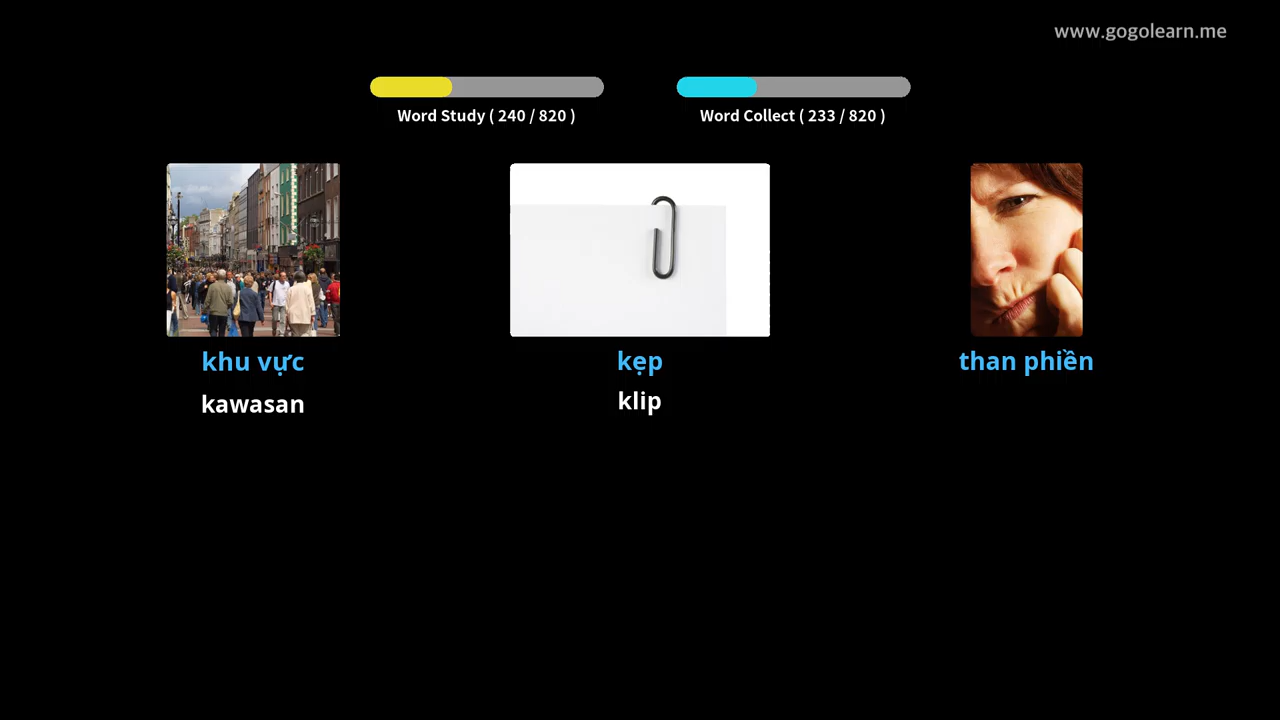 www.gogolearn.me
Word Study ( 240 / 820 )
Word Collect ( 233 / 820 )
khu vực
kẹp
than phiền
kawasan
klip